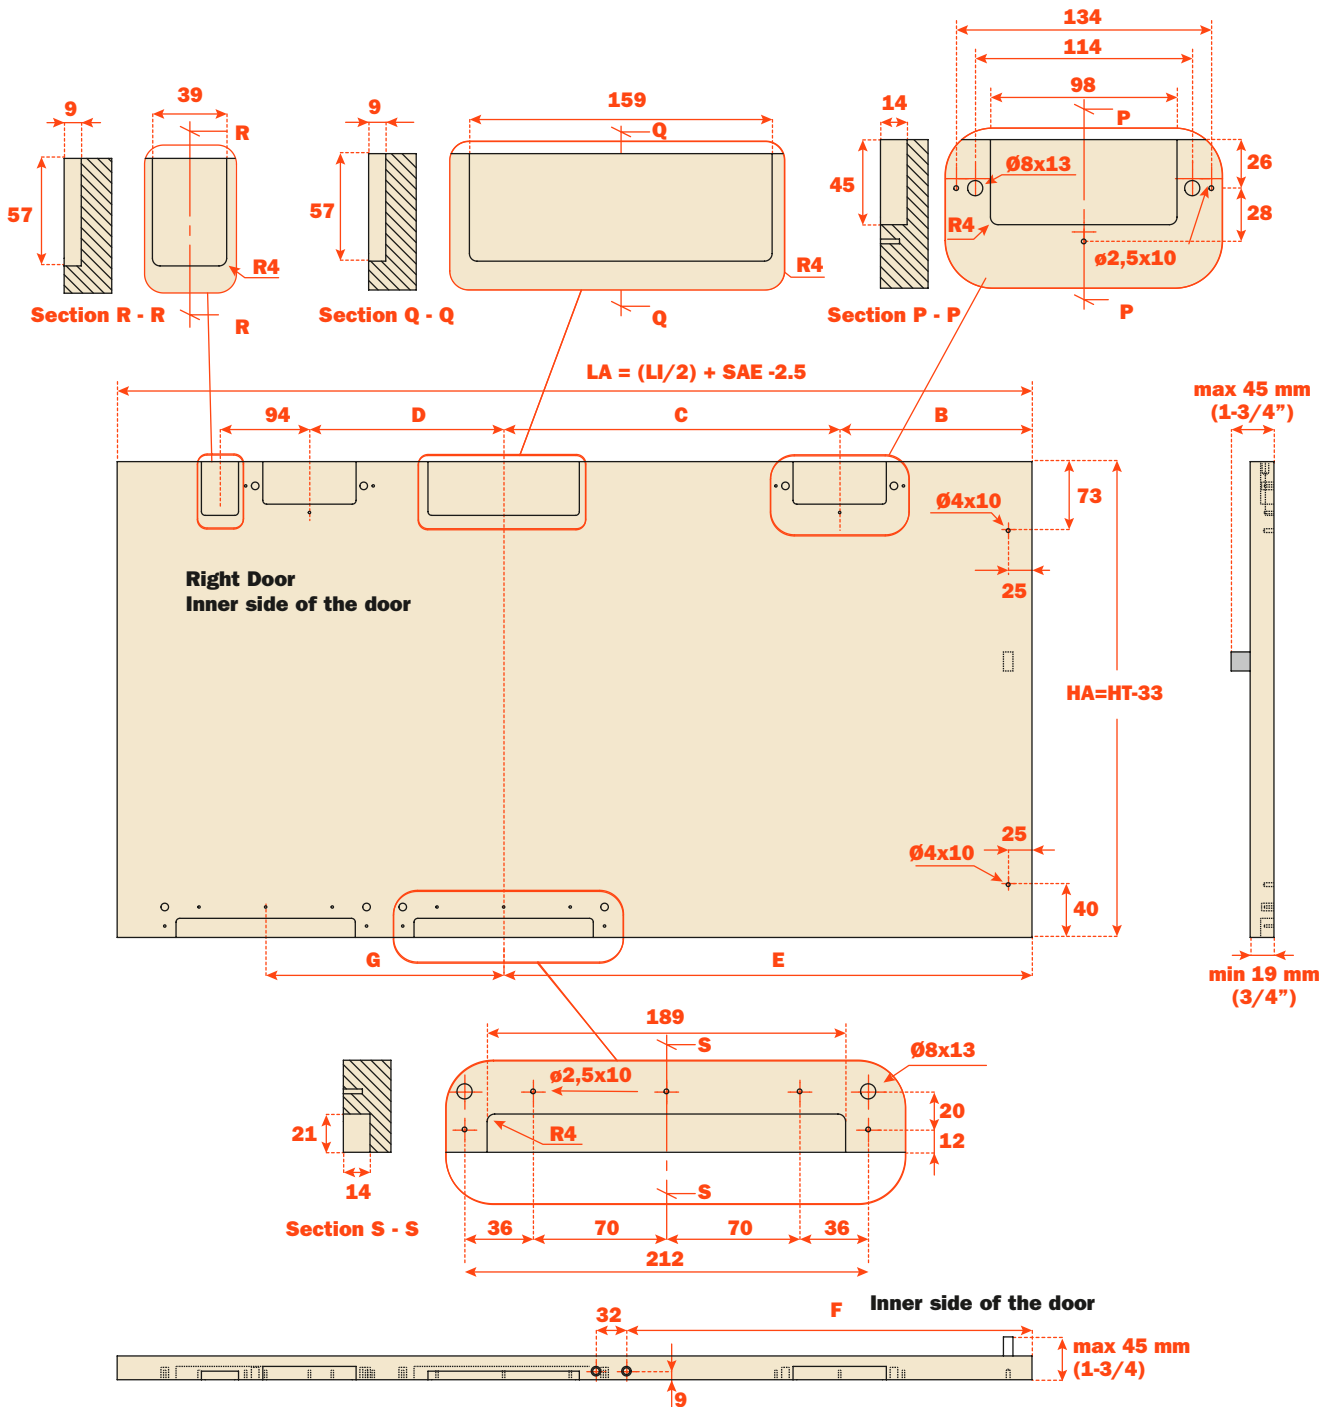 134
114
98
P
14
26
45
Ø8x13
28
R4
ø2,5x10
P
Section P - P
159
9
Q
57
R4
Q
Section Q - Q
39
9
R
57
R4
R
Section R - R
LA = (LI/2) + SAE -2.5
94
D
C
B
max 45 mm
(1-3/4”)
73
Ø4x10
25
Right Door
Inner side of the door
HA=HT-33
25
Ø4x10
40
G
E
min 19 mm
(3/4”)
189
S
Ø8x13
ø2,5x10
20
21
R4
12
14
S
Section S - S
36
70
70
36
212
Inner side of the door
32
F
max 45 mm
(1-3/4)
9